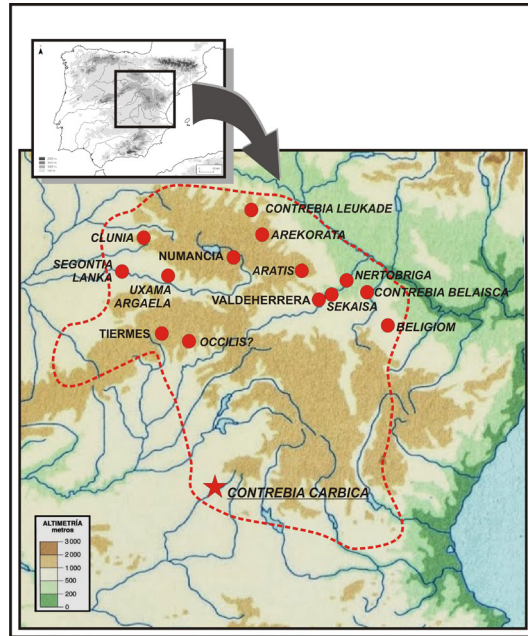 CONTREBIA LEUKADE
CLUNIA
AREKORATA
SEGONTIA
LANKA
NUMANCIA
ARATIS
UXAMA
ARGAELA
NERTOBRIGA
VALDEHERRERA
CONTREBIA BELAISCA
SEKAISA
BELIGIOM
TIERMES
OCCILIS?
CONTREBIA CARBICA
ALTIMETRÍA
metros
3 000
2 000
1 000
500
200
0